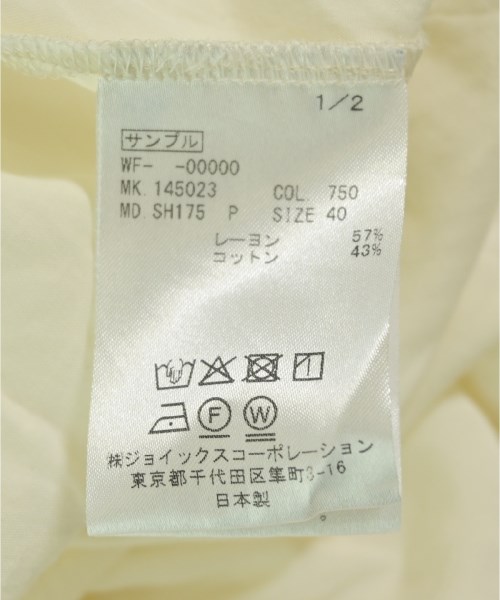 1/2
サンプル
WF- -00000
MK. 145023 COL. 750
MD. SH175 P SIZE 40
レーヨン 57%
コットン 43%
F W
㈱ジョイックスコーポレーション
東京都千代田区隼町3-16
日本製